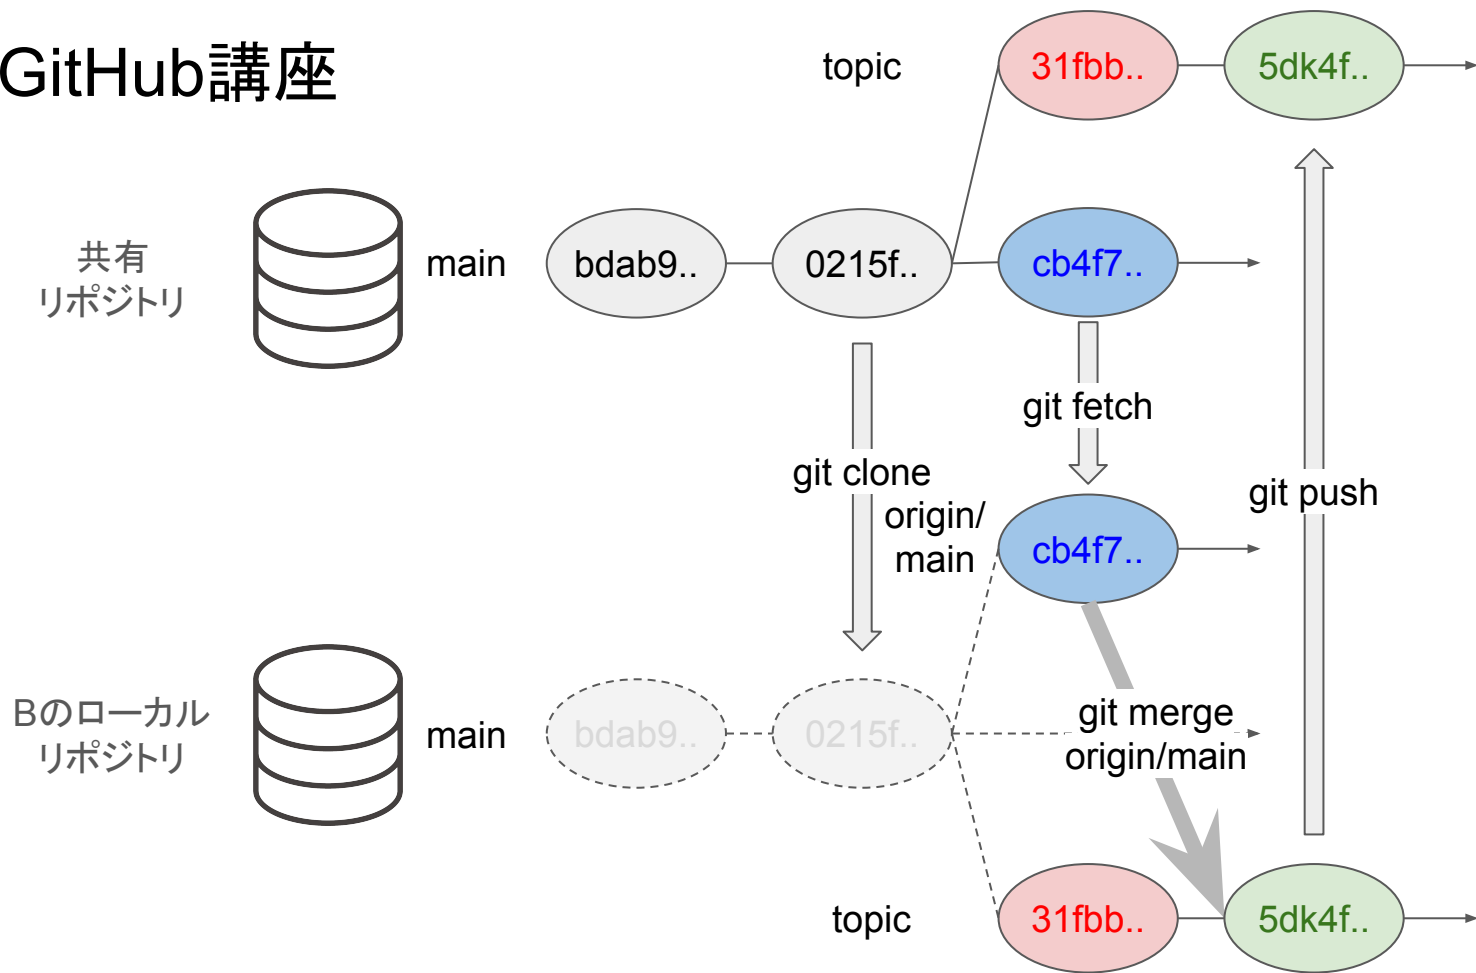 GitHub講座
topic
31fbb..
5dk4f..
共有
リポジトリ
main
bdab9..
0215f..
cb4f7..
git fetch
git clone
git push
origin/
main
cb4f7..
Bのローカル
リポジトリ
main
bdab9..
0215f..
git merge
origin/main
topic
31fbb..
5dk4f..